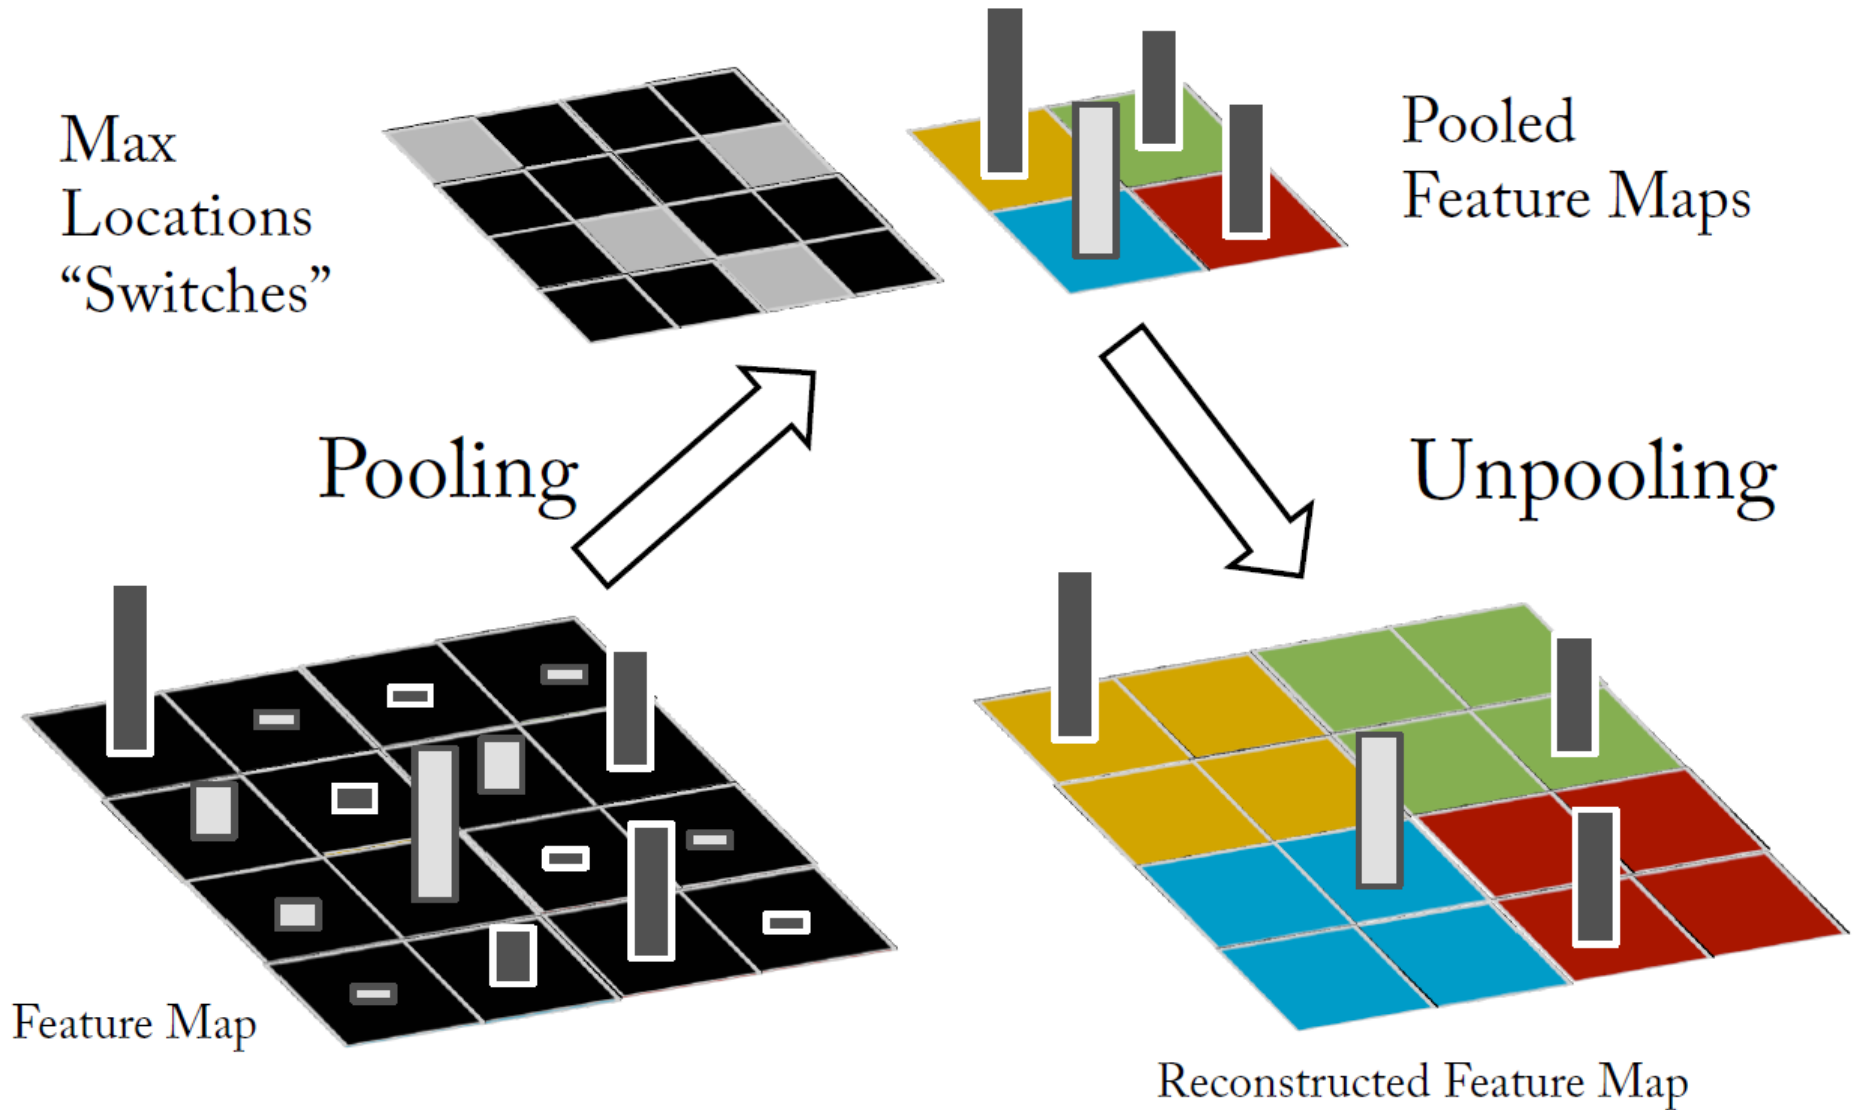 Max
Locations
“Switches”
Pooled
Feature Maps
Pooling
Unpooling
Feature Map
Reconstructed Feature Map